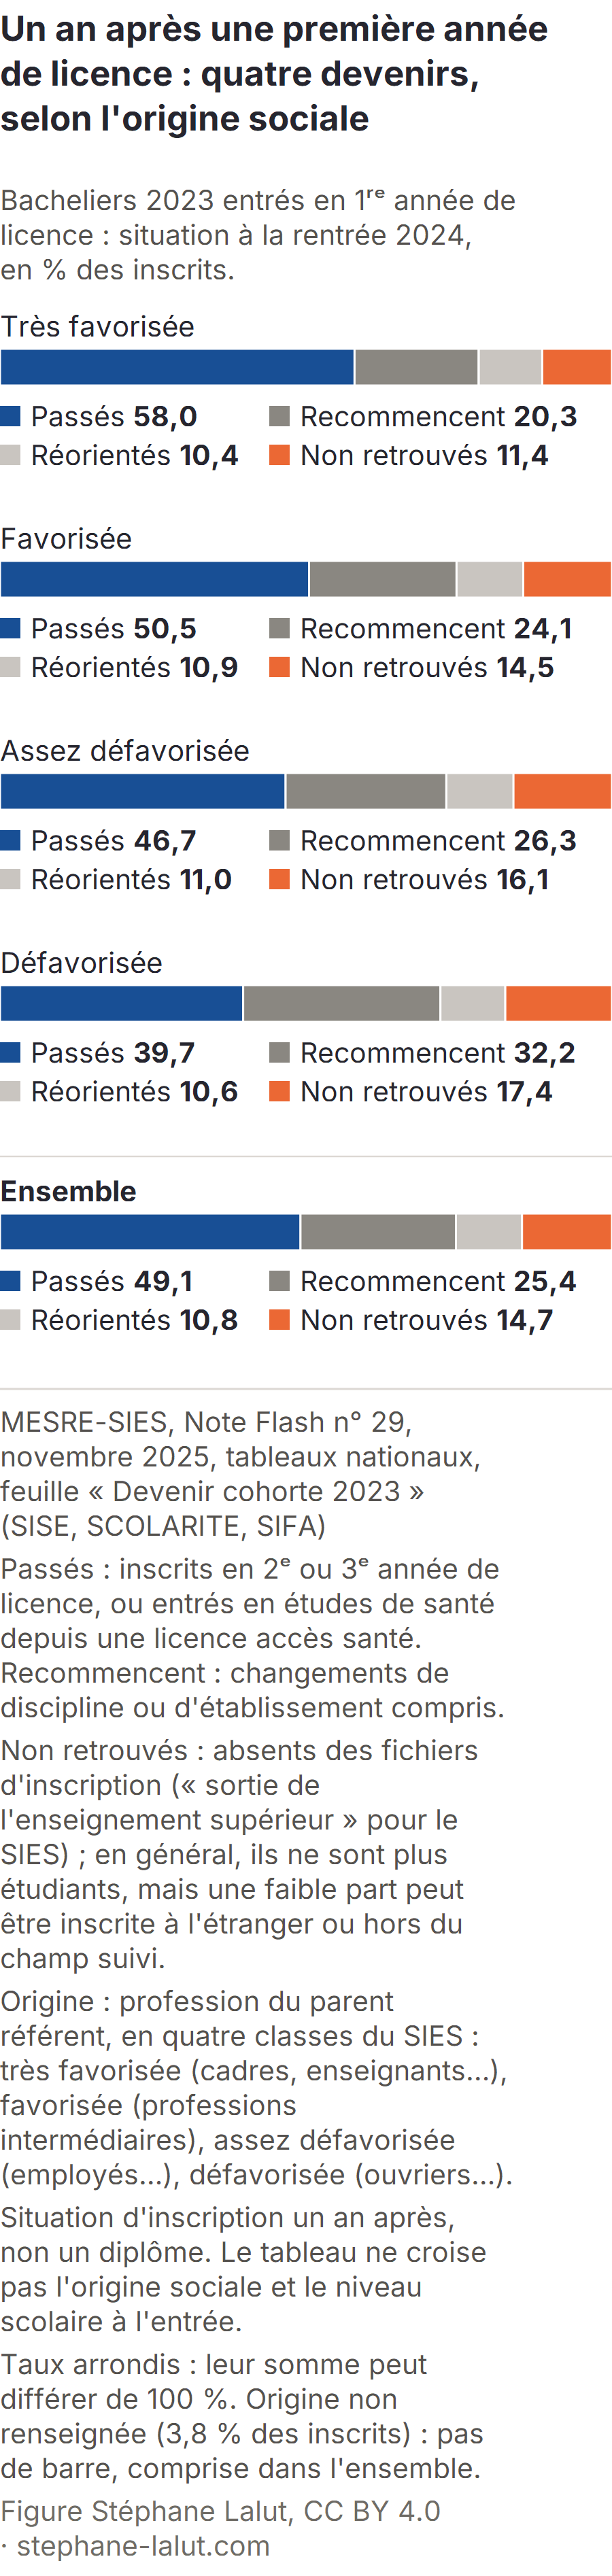 Un an après une première année
de licence : quatre devenirs,
selon l'origine sociale
Bacheliers 2023 entrés en 1ʳᵉ année de
licence : situation à la rentrée 2024,
en % des inscrits.
Très favorisée
Passés 58,0 Recommencent 20,3
Réorientés 10,4 Non retrouvés 11,4
Favorisée
Passés 50,5 Recommencent 24,1
Réorientés 10,9 Non retrouvés 14,5
Assez défavorisée
Passés 46,7 Recommencent 26,3
Réorientés 11,0 Non retrouvés 16,1
Défavorisée
Passés 39,7 Recommencent 32,2
Réorientés 10,6 Non retrouvés 17,4
Ensemble
Passés 49,1 Recommencent 25,4
Réorientés 10,8 Non retrouvés 14,7
MESRE-SIES, Note Flash n° 29,
novembre 2025, tableaux nationaux,
feuille « Devenir cohorte 2023 »
(SISE, SCOLARITE, SIFA)
Passés : inscrits en 2ᵉ ou 3ᵉ année de
licence, ou entrés en études de santé
depuis une licence accès santé.
Recommencent : changements de
discipline ou d'établissement compris.
Non retrouvés : absents des fichiers
d'inscription (« sortie de
l'enseignement supérieur » pour le
SIES) ; en général, ils ne sont plus
étudiants, mais une faible part peut
être inscrite à l'étranger ou hors du
champ suivi.
Origine : profession du parent
référent, en quatre classes du SIES :
très favorisée (cadres, enseignants…),
favorisée (professions
intermédiaires), assez défavorisée
(employés…), défavorisée (ouvriers…).
Situation d'inscription un an après,
non un diplôme. Le tableau ne croise
pas l'origine sociale et le niveau
scolaire à l'entrée.
Taux arrondis : leur somme peut
différer de 100 %. Origine non
renseignée (3,8 % des inscrits) : pas
de barre, comprise dans l'ensemble.
Figure Stéphane Lalut, CC BY 4.0
· stephane-lalut.com